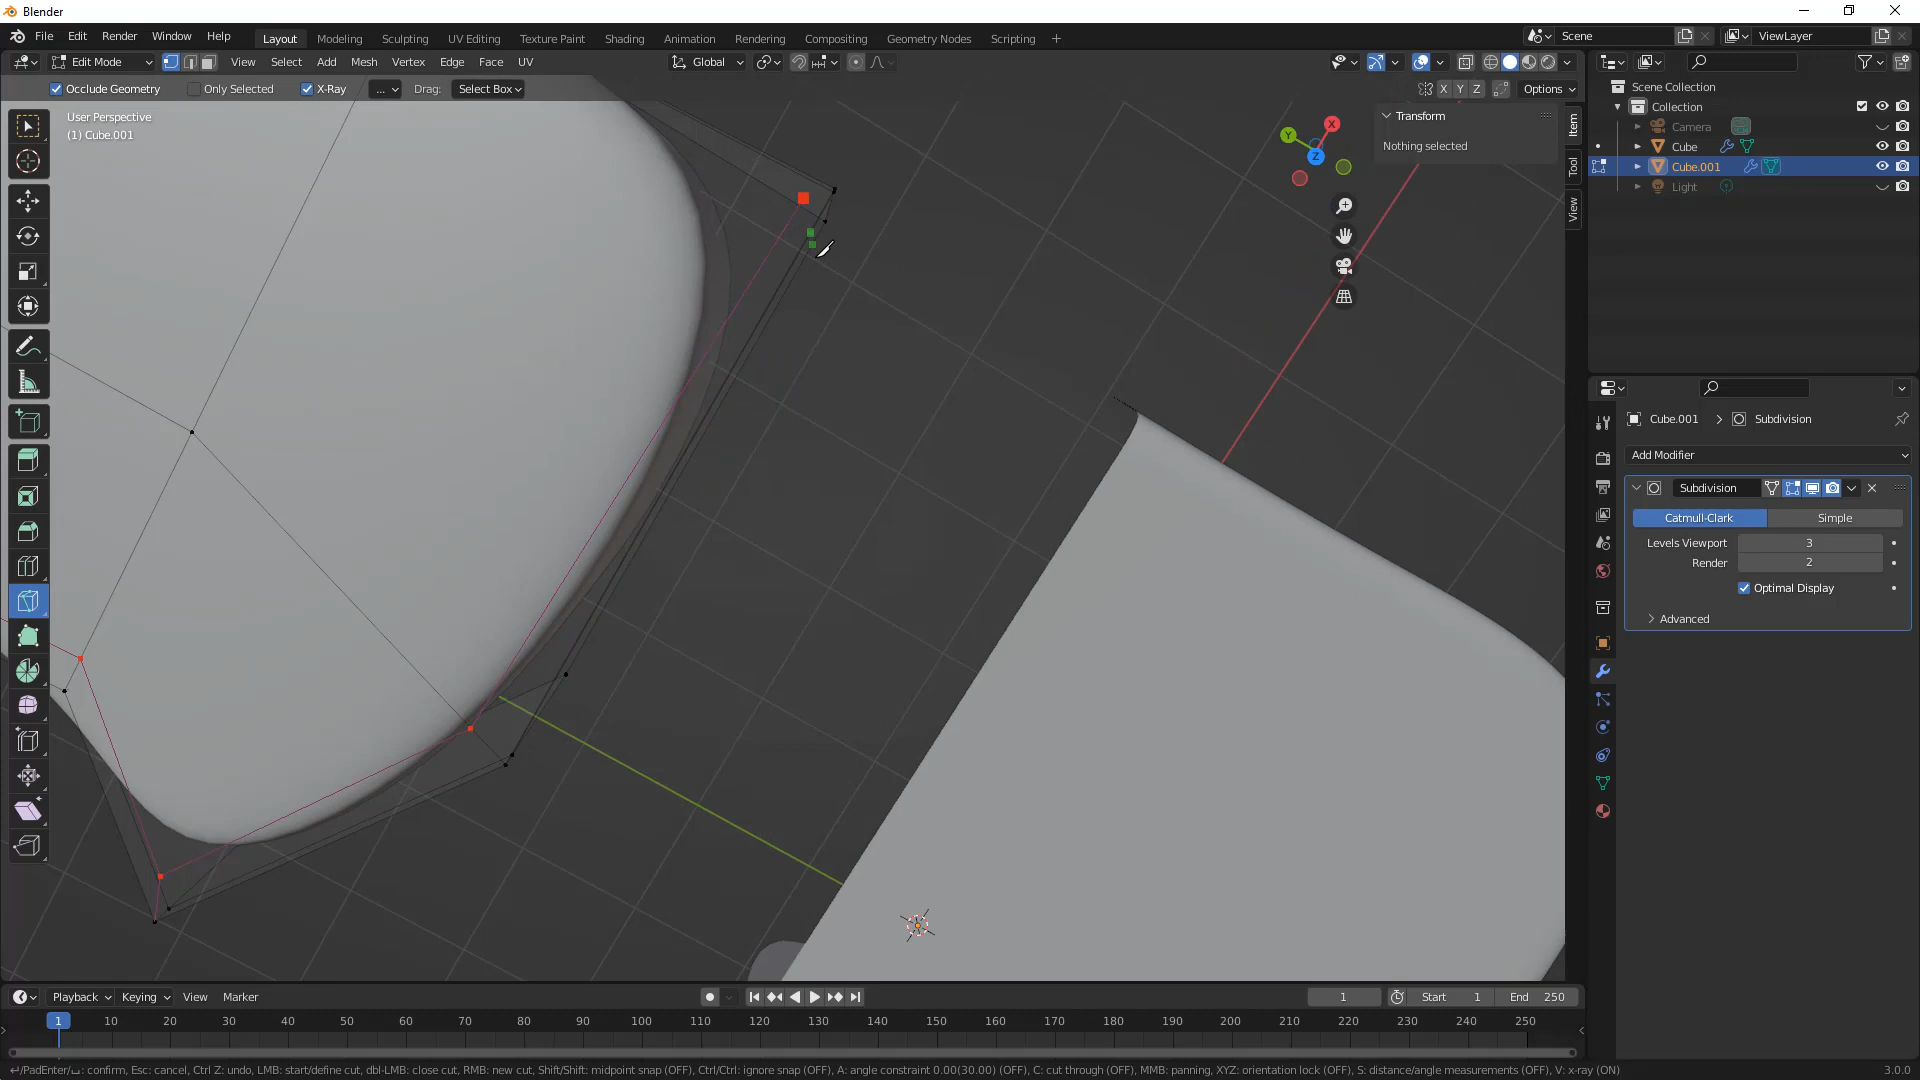 Blender
File Edit Render Window Help Layout Modeling Sculpting UV Editing Texture Paint Shading Animation Rendering Compositing Geometry Nodes Scripting + Scene ViewLayer
Edit Mode View Select Add Mesh Vertex Edge Face UV Global
Occlude Geometry Only Selected X-Ray ... Drag: Select Box X Y Z Options
User Perspective
(1) Cube.001
Transform
Nothing selected
Item
Tool
View
X
Y
Z
Scene Collection
Collection
Camera
Cube
Cube.001
Light
Cube.001 > Subdivision
Add Modifier
Subdivision
Catmull-Clark Simple
Levels Viewport 3
Render 2
Optimal Display
Advanced
Playback Keying View Marker 1 Start 1 End 250
1 10 20 30 40 50 60 70 80 90 100 110 120 130 140 150 160 170 180 190 200 210 220 230 240 250
↵/PadEnter/␣: confirm, Esc: cancel, Ctrl Z: undo, LMB: start/define cut, dbl-LMB: close cut, RMB: new cut, Shift/Shift: midpoint snap (OFF), Ctrl/Ctrl: ignore snap (OFF), A: angle constraint 0.00(30.00) (OFF), C: cut through (OFF), MMB: panning, XYZ: orientation lock (OFF), S: distance/angle measurements (OFF), V: x-ray (ON) 3.0.0